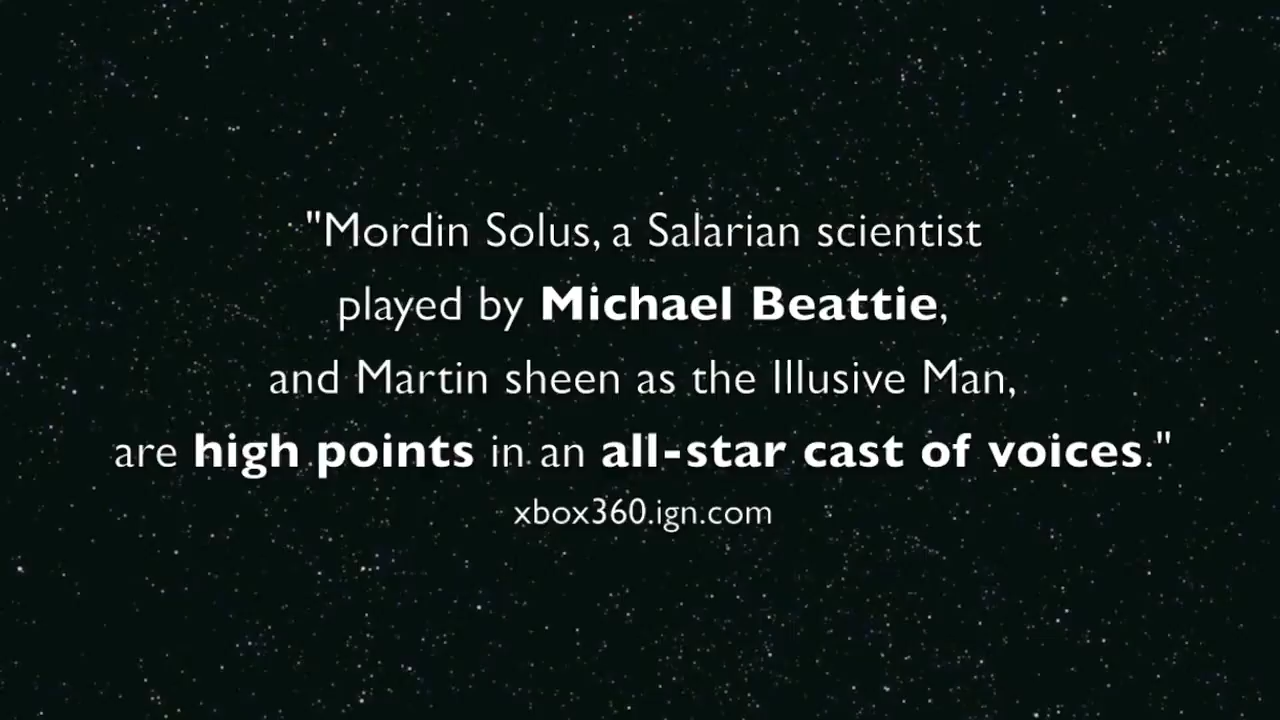 "Mordin Solus, a Salarian scientist
played by Michael Beattie,
and Martin sheen as the Illusive Man,
are high points in an all-star cast of voices."
xbox360.ign.com